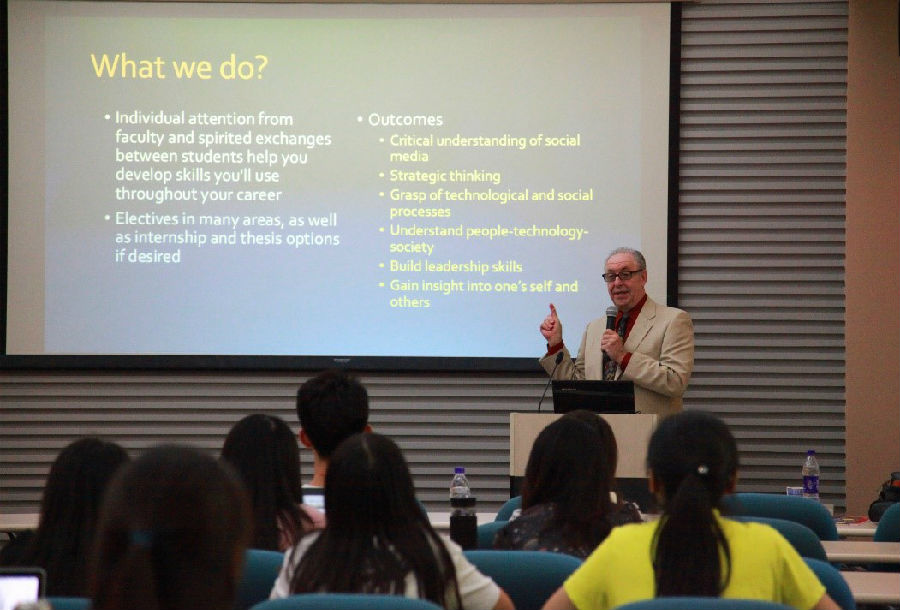 What we do?
• Individual attention from
faculty and spirited exchanges
between students help you
develop skills you'll use
throughout your career
• Electives in many areas, as well
as internship and thesis options
if desired
• Outcomes
• Critical understanding of social
media
• Strategic thinking
• Grasp of technological and social
processes
• Understand people-technology-
society
• Build leadership skills
• Gain insight into one's self and
others